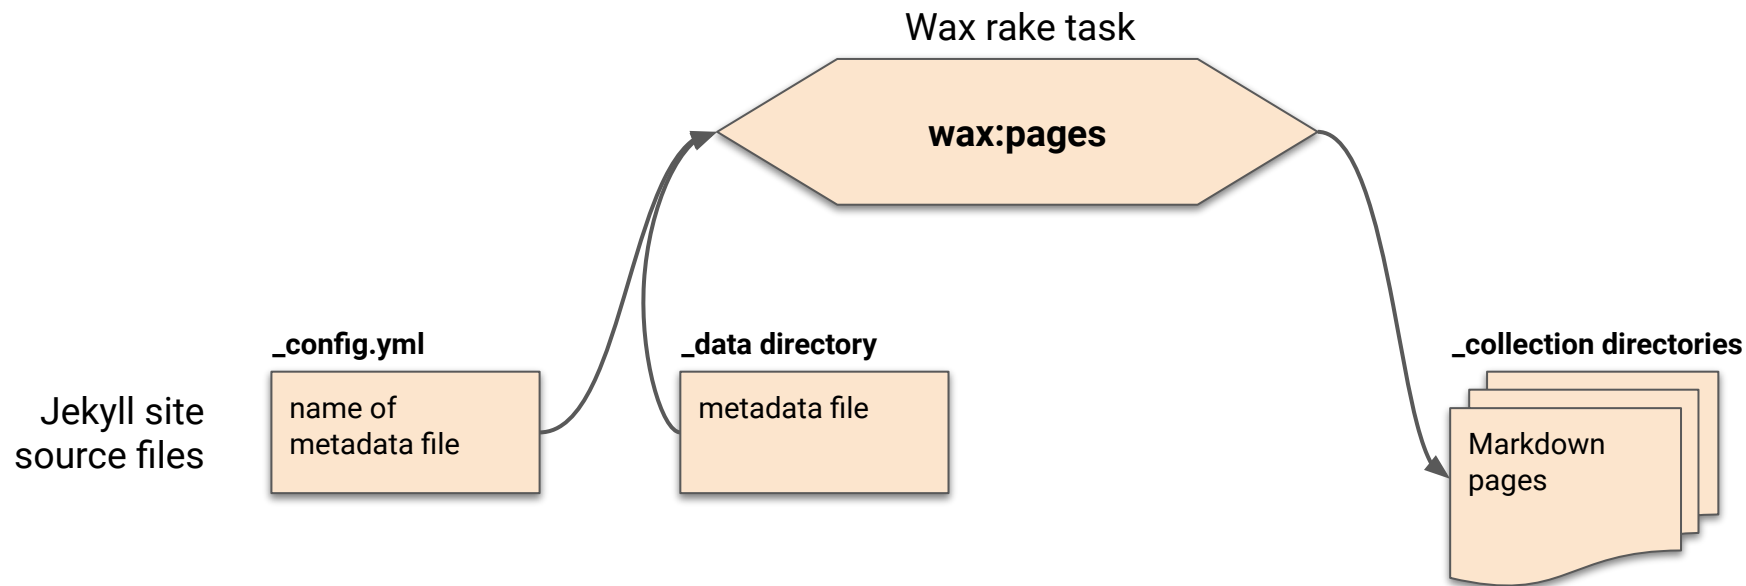 Wax rake task
wax:pages
_config.yml
_data directory
_collection directories
Jekyll site
source files
name of
metadata file
metadata file
Markdown
pages